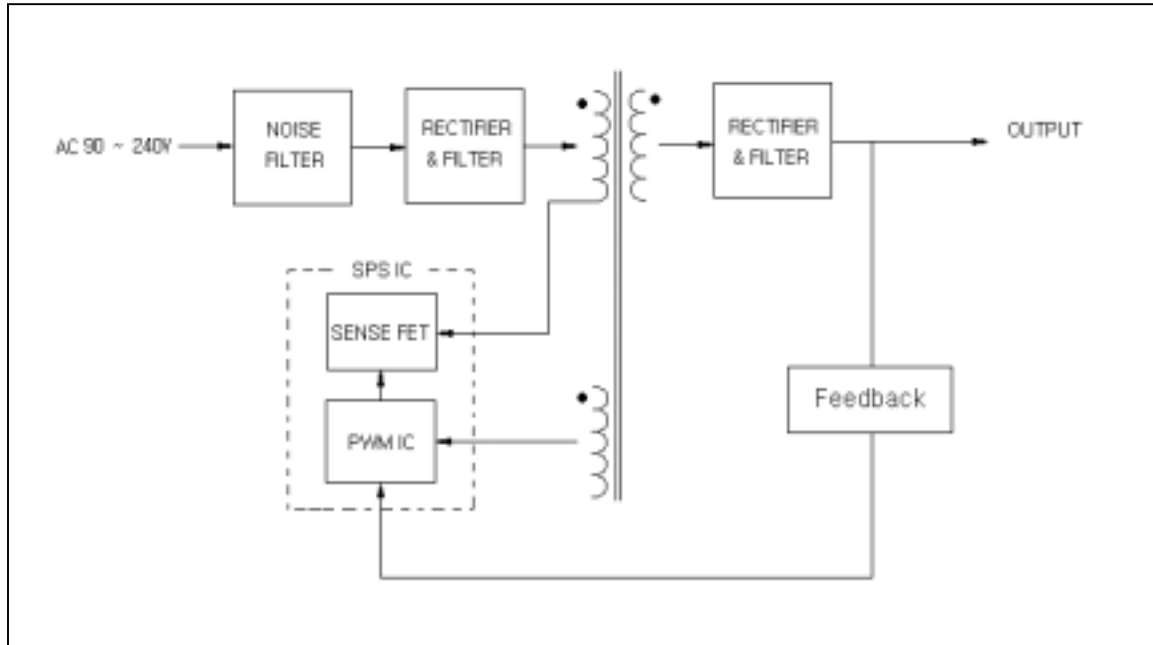 AC 90 ~ 240V
NOISE
FILTER
RECTIFIER
& FILTER
RECTIFIER
& FILTER
OUTPUT
SPS IC
SENSE FET
PWM IC
Feedback